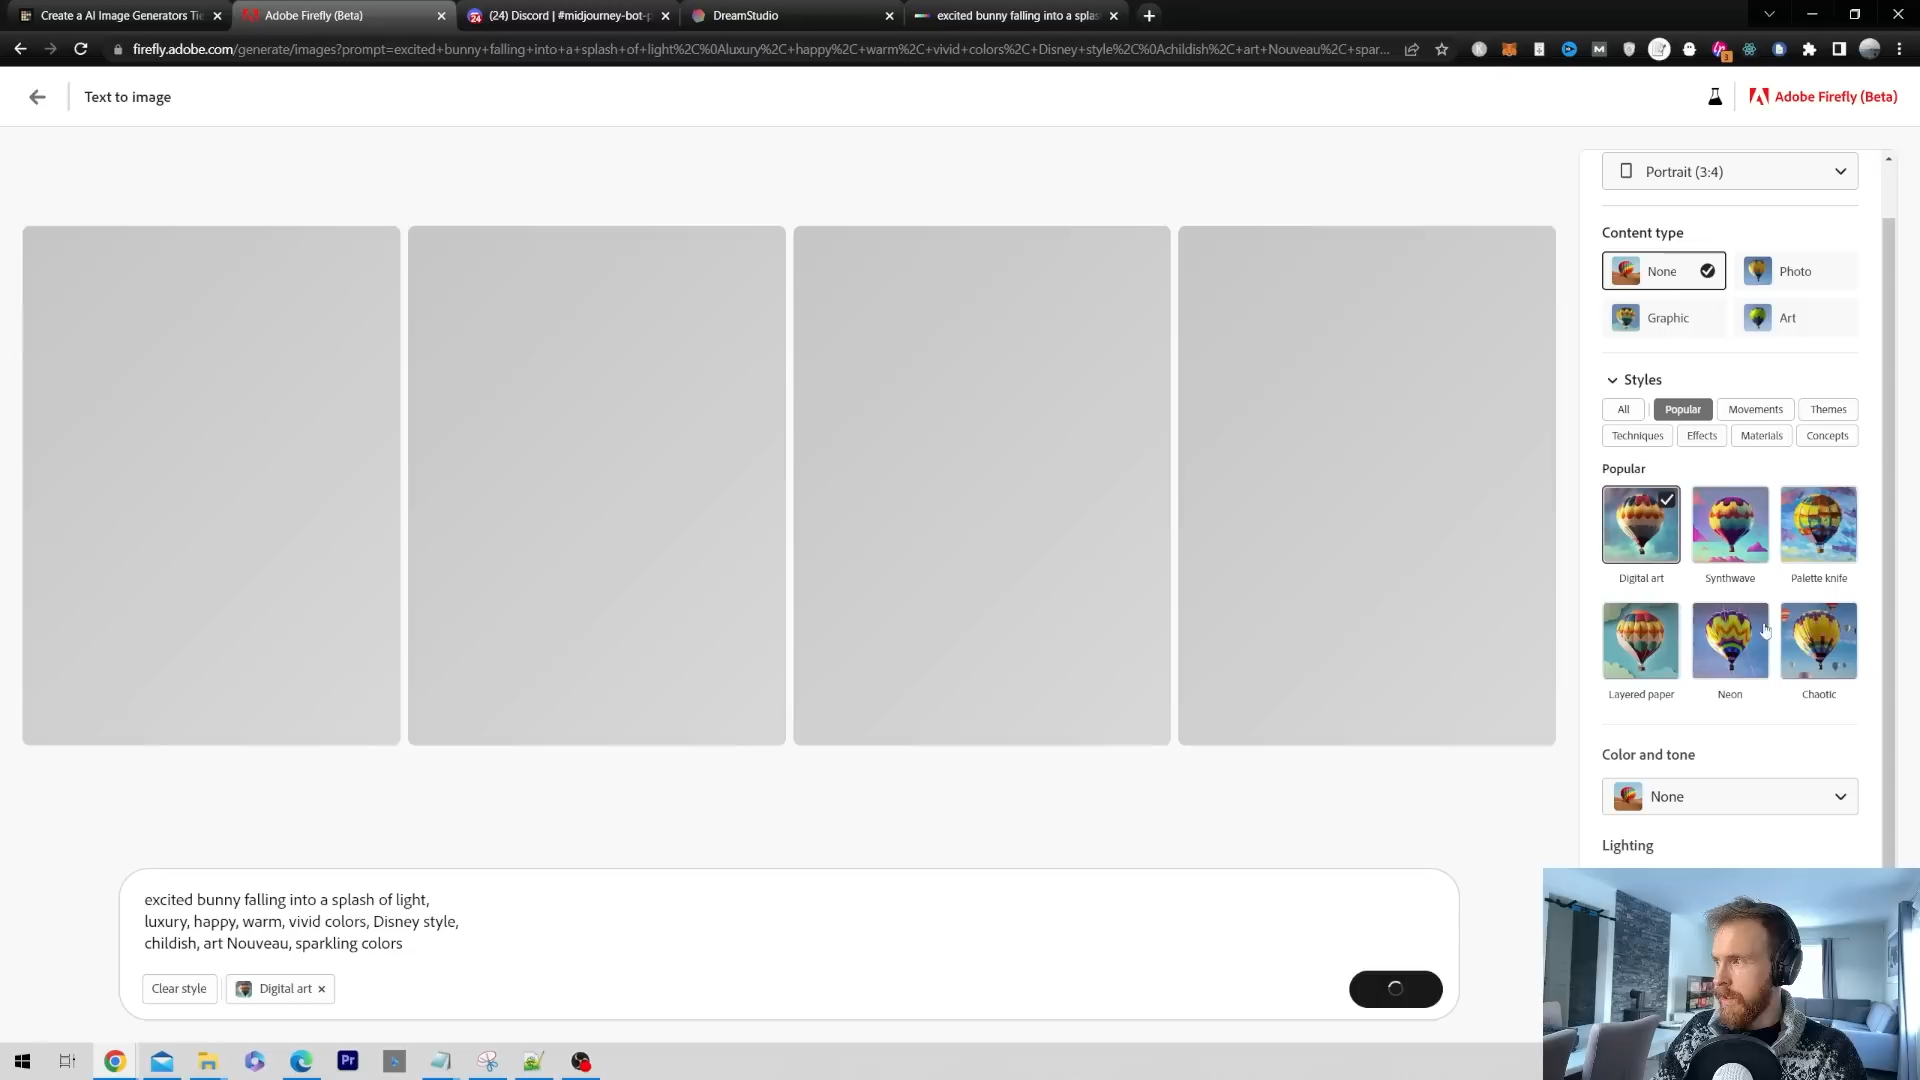 Create a AI Image Generators Tie
Adobe Firefly (Beta)
(24) Discord | #midjourney-bot-p
DreamStudio
excited bunny falling into a splas
firefly.adobe.com/generate/images?prompt=excited+bunny+falling+into+a+splash+of+light%2C%0Aluxury%2C+happy%2C+warm%2C+vivid+colors%2C+Disney+style%2C%0Achildish%2C+art+Nouveau%2C+spar...
Text to image
Adobe Firefly (Beta)
Portrait (3:4)
Content type
None
Photo
Graphic
Art
Styles
All
Popular
Movements
Themes
Techniques
Effects
Materials
Concepts
Popular
Digital art
Synthwave
Palette knife
Layered paper
Neon
Chaotic
Color and tone
None
Lighting
excited bunny falling into a splash of light,
luxury, happy, warm, vivid colors, Disney style,
childish, art Nouveau, sparkling colors
Clear style
Digital art
Pr